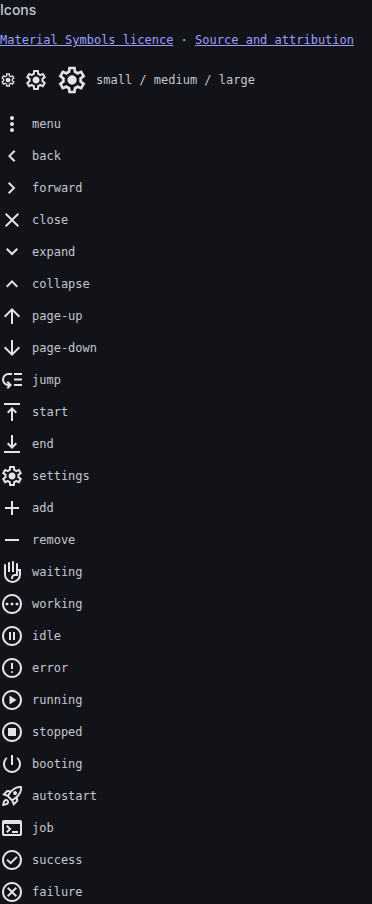 Icons
Material Symbols licence · Source and attribution
small / medium / large
menu
back
forward
close
expand
collapse
page-up
page-down
jump
start
end
settings
add
remove
waiting
working
idle
error
running
stopped
booting
autostart
job
success
failure